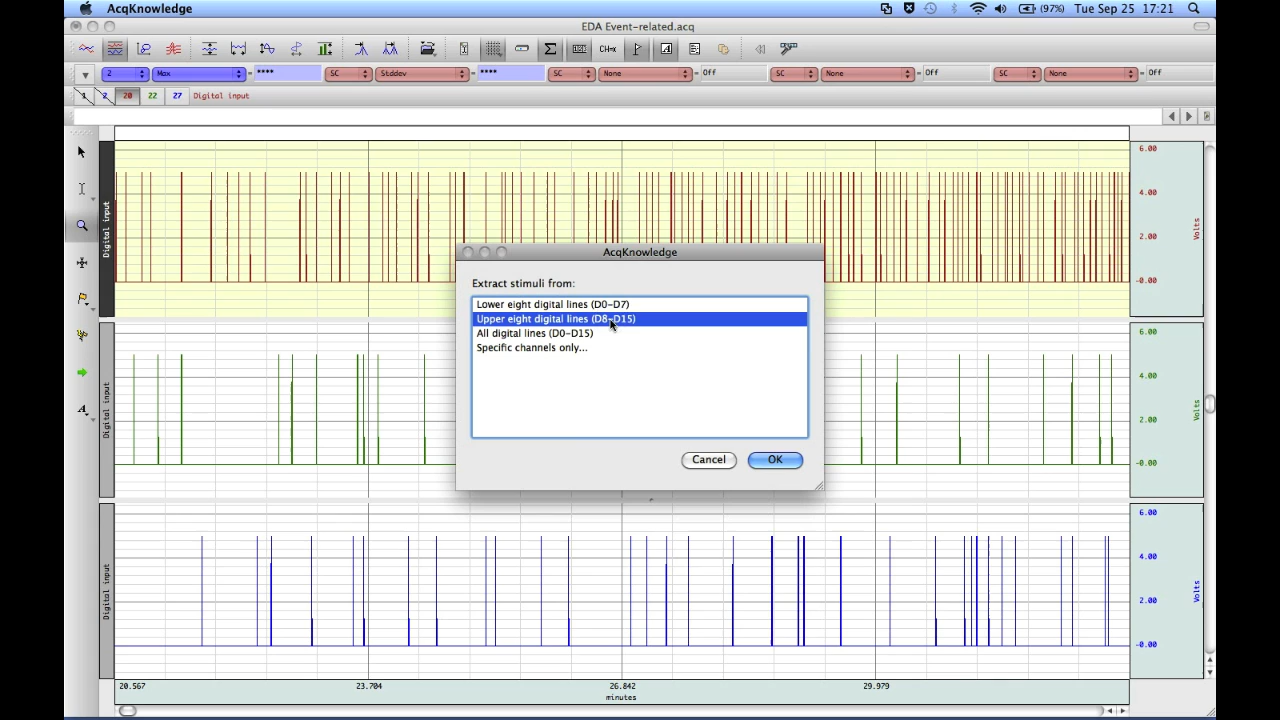 AcqKnowledge
(97%) Tue Sep 25 17:21
EDA Event-related.acq
CH×
2 Max = **** SC Stddev = **** SC None = Off SC None = Off SC None = Off
1 2 20 22 27 Digital input
Digital input
6.00
4.00
2.00
-0.00
Volts
AcqKnowledge
Extract stimuli from:
Lower eight digital lines (D0-D7)
Upper eight digital lines (D8-D15)
All digital lines (D0-D15)
Specific channels only...
Cancel OK
Digital input
6.00
4.00
2.00
-0.00
Volts
Digital input
6.00
4.00
2.00
-0.00
Volts
20.567 23.704 26.842 29.979
minutes